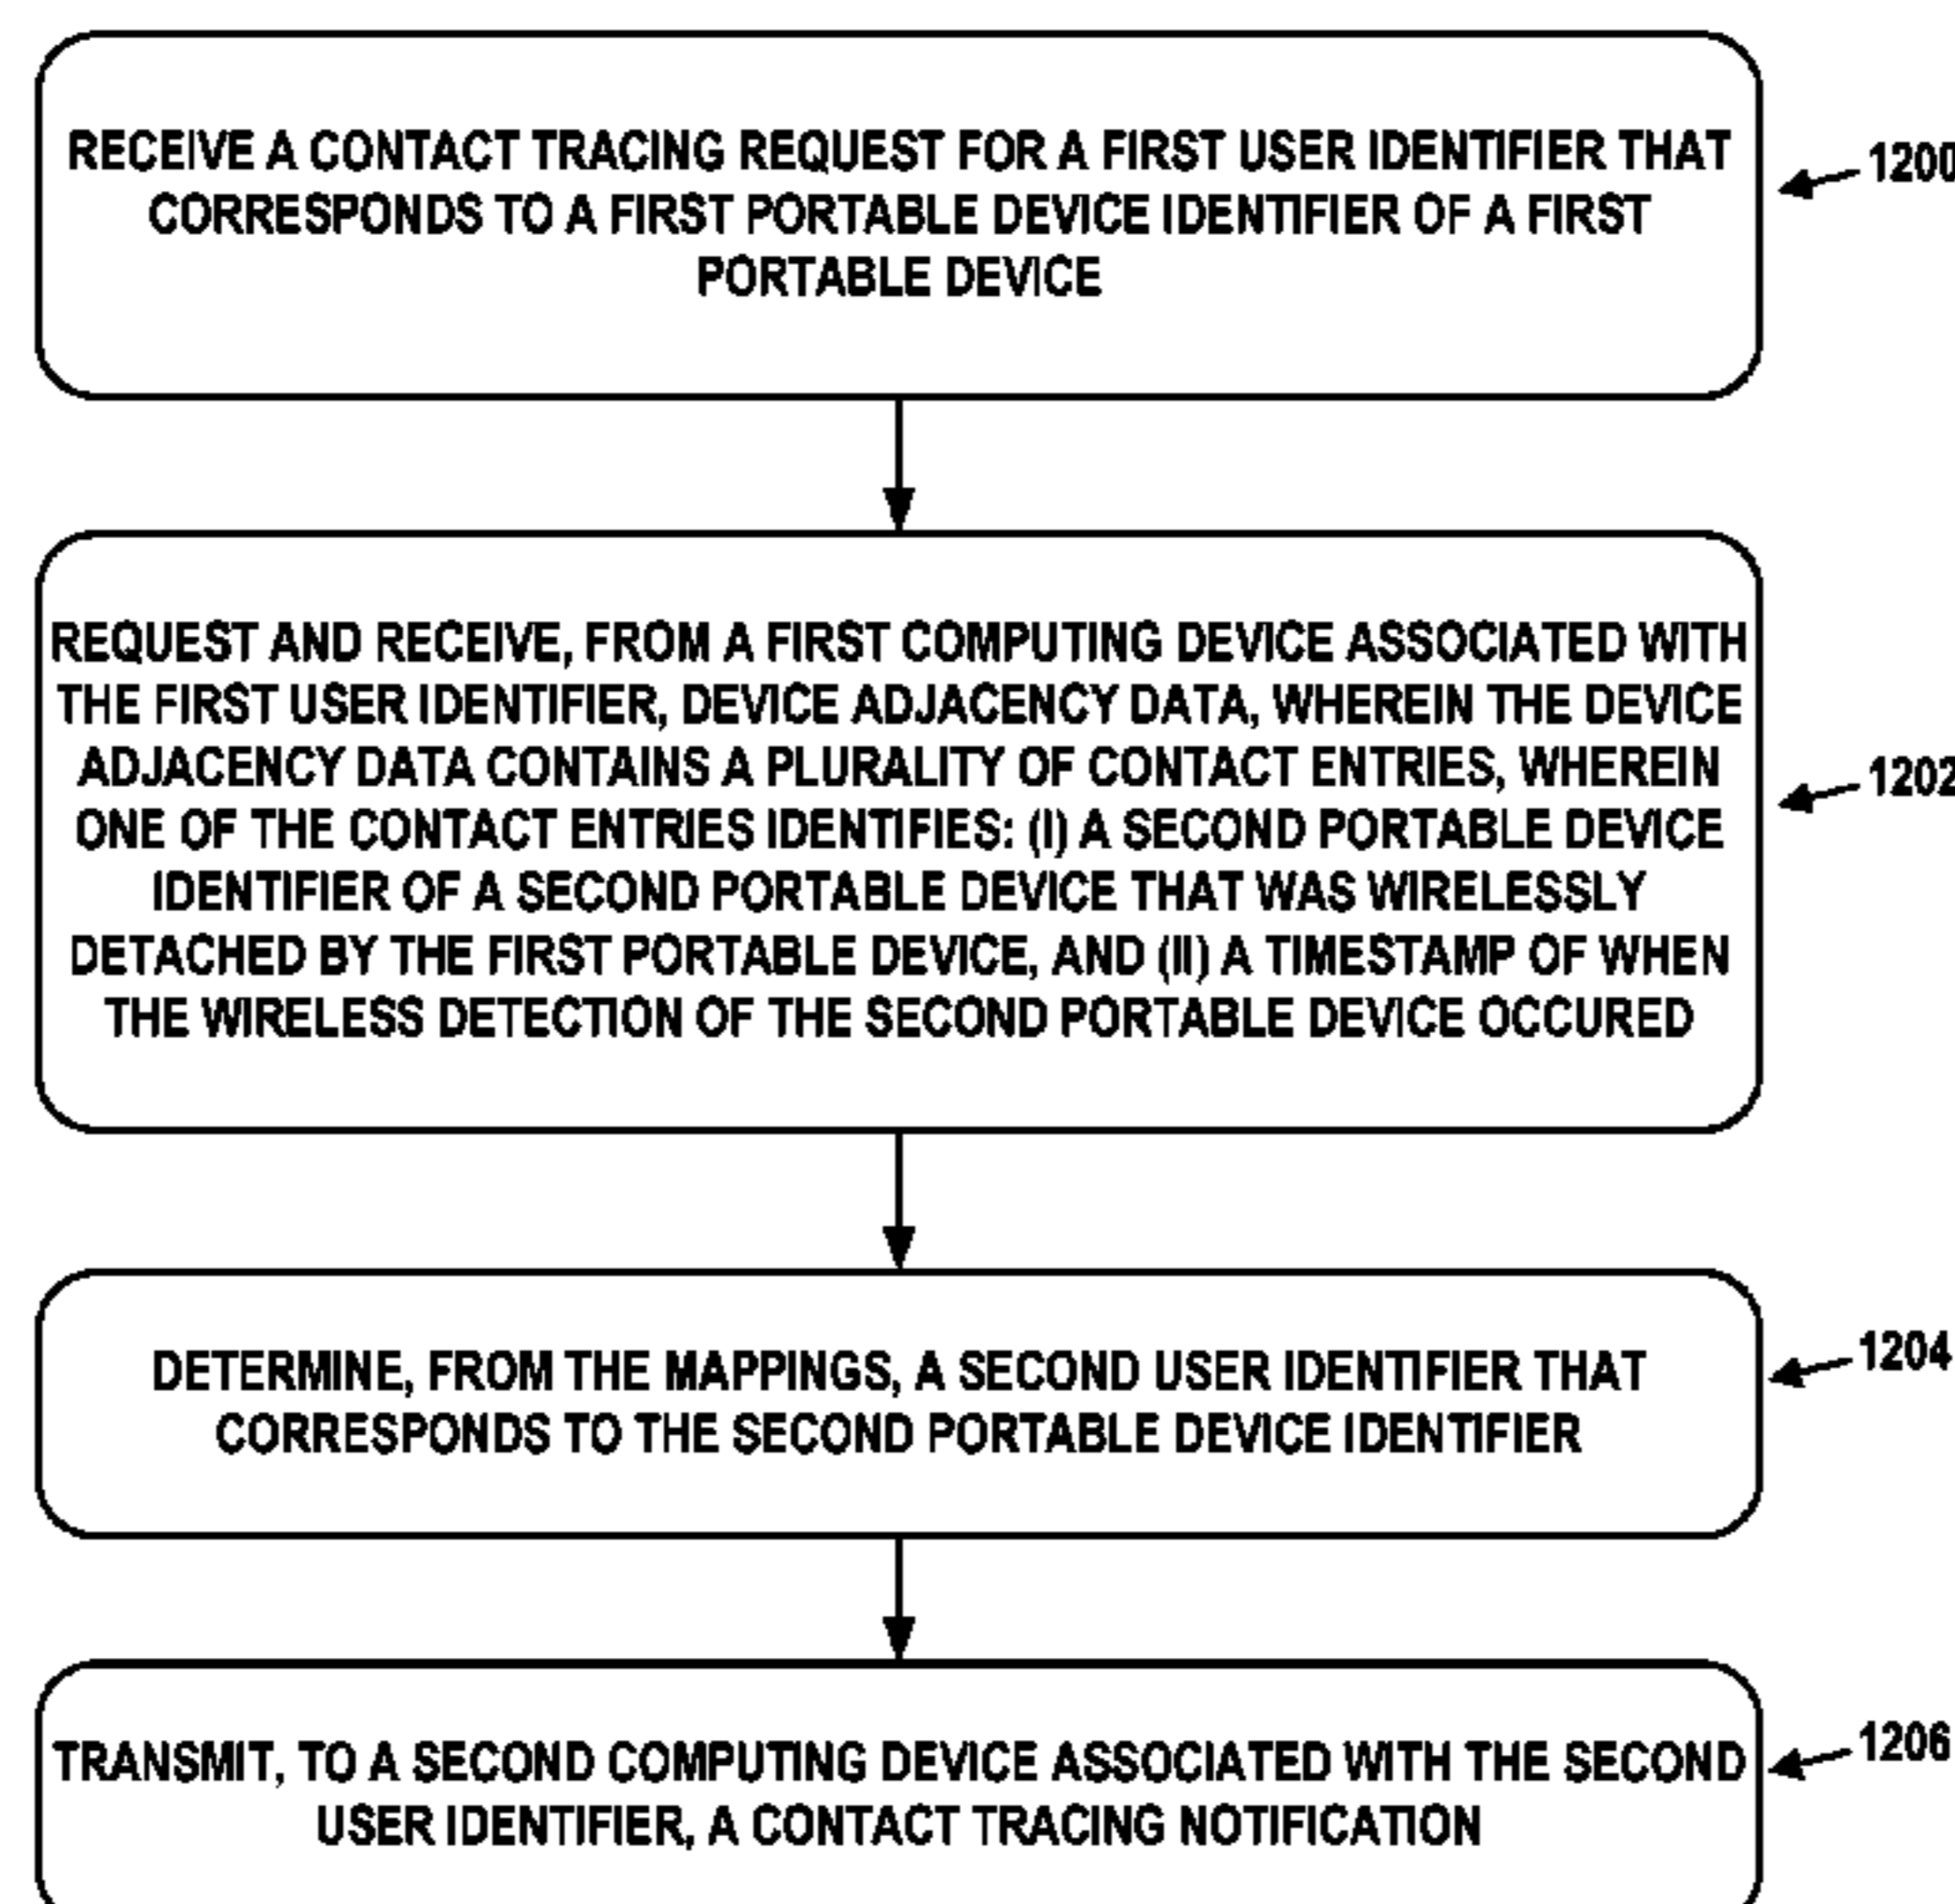 RECEIVE A CONTACT TRACING REQUEST FOR A FIRST USER IDENTIFIER THAT
CORRESPONDS TO A FIRST PORTABLE DEVICE IDENTIFIER OF A FIRST
PORTABLE DEVICE
1200
REQUEST AND RECEIVE, FROM A FIRST COMPUTING DEVICE ASSOCIATED WITH
THE FIRST USER IDENTIFIER, DEVICE ADJACENCY DATA, WHEREIN THE DEVICE
ADJACENCY DATA CONTAINS A PLURALITY OF CONTACT ENTRIES, WHEREIN
ONE OF THE CONTACT ENTRIES IDENTIFIES: (I) A SECOND PORTABLE DEVICE
IDENTIFIER OF A SECOND PORTABLE DEVICE THAT WAS WIRELESSLY
DETACHED BY THE FIRST PORTABLE DEVICE, AND (II) A TIMESTAMP OF WHEN
THE WIRELESS DETECTION OF THE SECOND PORTABLE DEVICE OCCURED
1202
DETERMINE, FROM THE MAPPINGS, A SECOND USER IDENTIFIER THAT
CORRESPONDS TO THE SECOND PORTABLE DEVICE IDENTIFIER
1204
TRANSMIT, TO A SECOND COMPUTING DEVICE ASSOCIATED WITH THE SECOND
USER IDENTIFIER, A CONTACT TRACING NOTIFICATION
1206